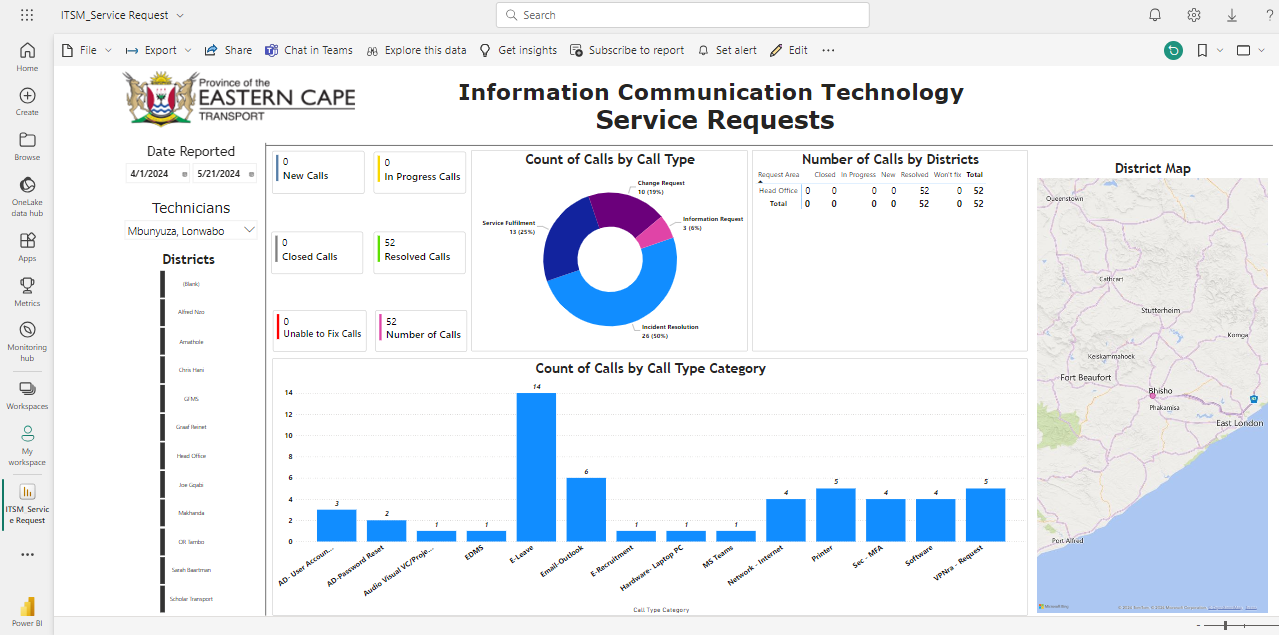 ITSM_Service Request
Search
File
Export
Share
Chat in Teams
Explore this data
Get insights
Subscribe to report
Set alert
Edit
Home
Create
Browse
OneLake
data hub
Apps
Metrics
Monitoring
hub
Workspaces
My
workspace
ITSM_Servic
e Request
Power BI
Province of the
EASTERN CAPE
TRANSPORT
Information Communication Technology
Service Requests
Date Reported
4/1/2024
5/21/2024
Technicians
Mbunyuza, Lonwabo
Districts
(Blank)
Alfred Nzo
Amathole
Chris Hani
GFMS
Graaf Reinet
Head Office
Joe Gqabi
Makhanda
OR Tambo
Sarah Baartman
Scholar Transport
0
New Calls
0
In Progress Calls
0
Closed Calls
52
Resolved Calls
0
Unable to Fix Calls
52
Number of Calls
Count of Calls by Call Type
Change Request
10 (19%)
Information Request
3 (6%)
Service Fulfilment
13 (25%)
Incident Resolution
26 (50%)
Number of Calls by Districts
Request Area Closed In Progress New Resolved Won't fix Total
Head Office 0 0 0 0 52 0 52
Total 0 0 0 0 52 0 52
District Map
Queenstown
Cathcart
Stutterheim
Komga
Keiskammahoek
Fort Beaufort
Bhisho
Phakamisa
East London
Port Alfred
Microsoft Bing
Count of Calls by Call Type Category
14
12
10
8
6
4
2
0
3
2
1
1
14
6
1
1
1
4
5
4
4
5
AD- User Accoun...
AD-Password Reset
Audio Visual VC/Proje...
EDMS
E-Leave
Email-Outlook
E-Recruitment
Hardware- Laptop PC
MS Teams
Network - Internet
Printer
Sec - MFA
Software
VPNra - Request
Call Type Category